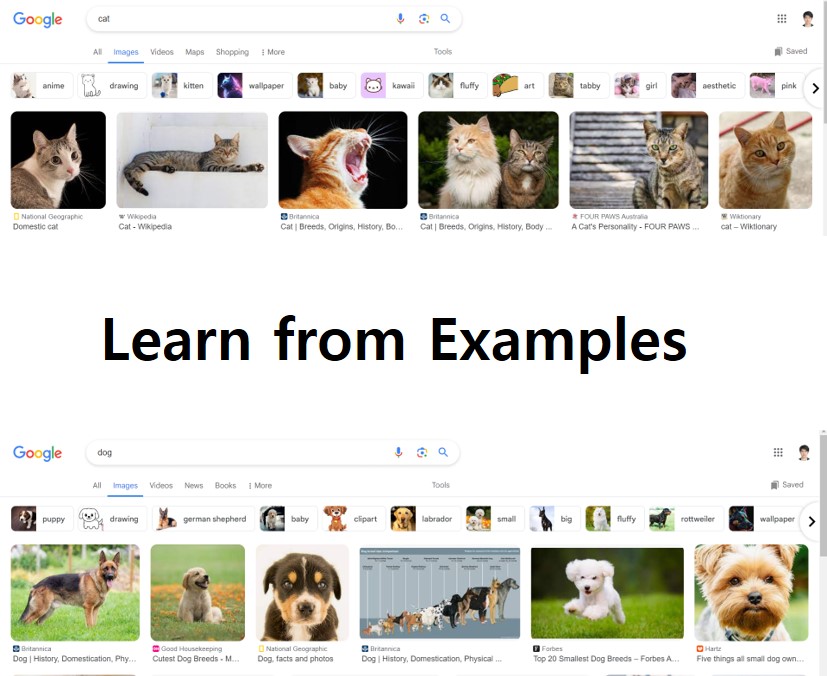 Google
cat
All Images Videos Maps Shopping More Tools Saved
anime drawing kitten wallpaper baby kawaii fluffy art tabby girl aesthetic pink
National Geographic Wikipedia Britannica Britannica FOUR PAWS Australia Wiktionary
Domestic cat Cat - Wikipedia Cat | Breeds, Origins, History, Bo... Cat | Breeds, Origins, History, Body ... A Cat's Personality - FOUR PAWS ... cat – Wiktionary
Learn from Examples
Google
dog
All Images Videos News Books More Tools Saved
puppy drawing german shepherd baby clipart labrador small big fluffy rottweiler wallpaper
Britannica Good Housekeeping National Geographic Britannica Forbes Hartz
Dog | History, Domestication, Phy... Cutest Dog Breeds - M... Dog, facts and photos Dog | History, Domestication, Physical ... Top 20 Smallest Dog Breeds – Forbes A... Five things all small dog own...